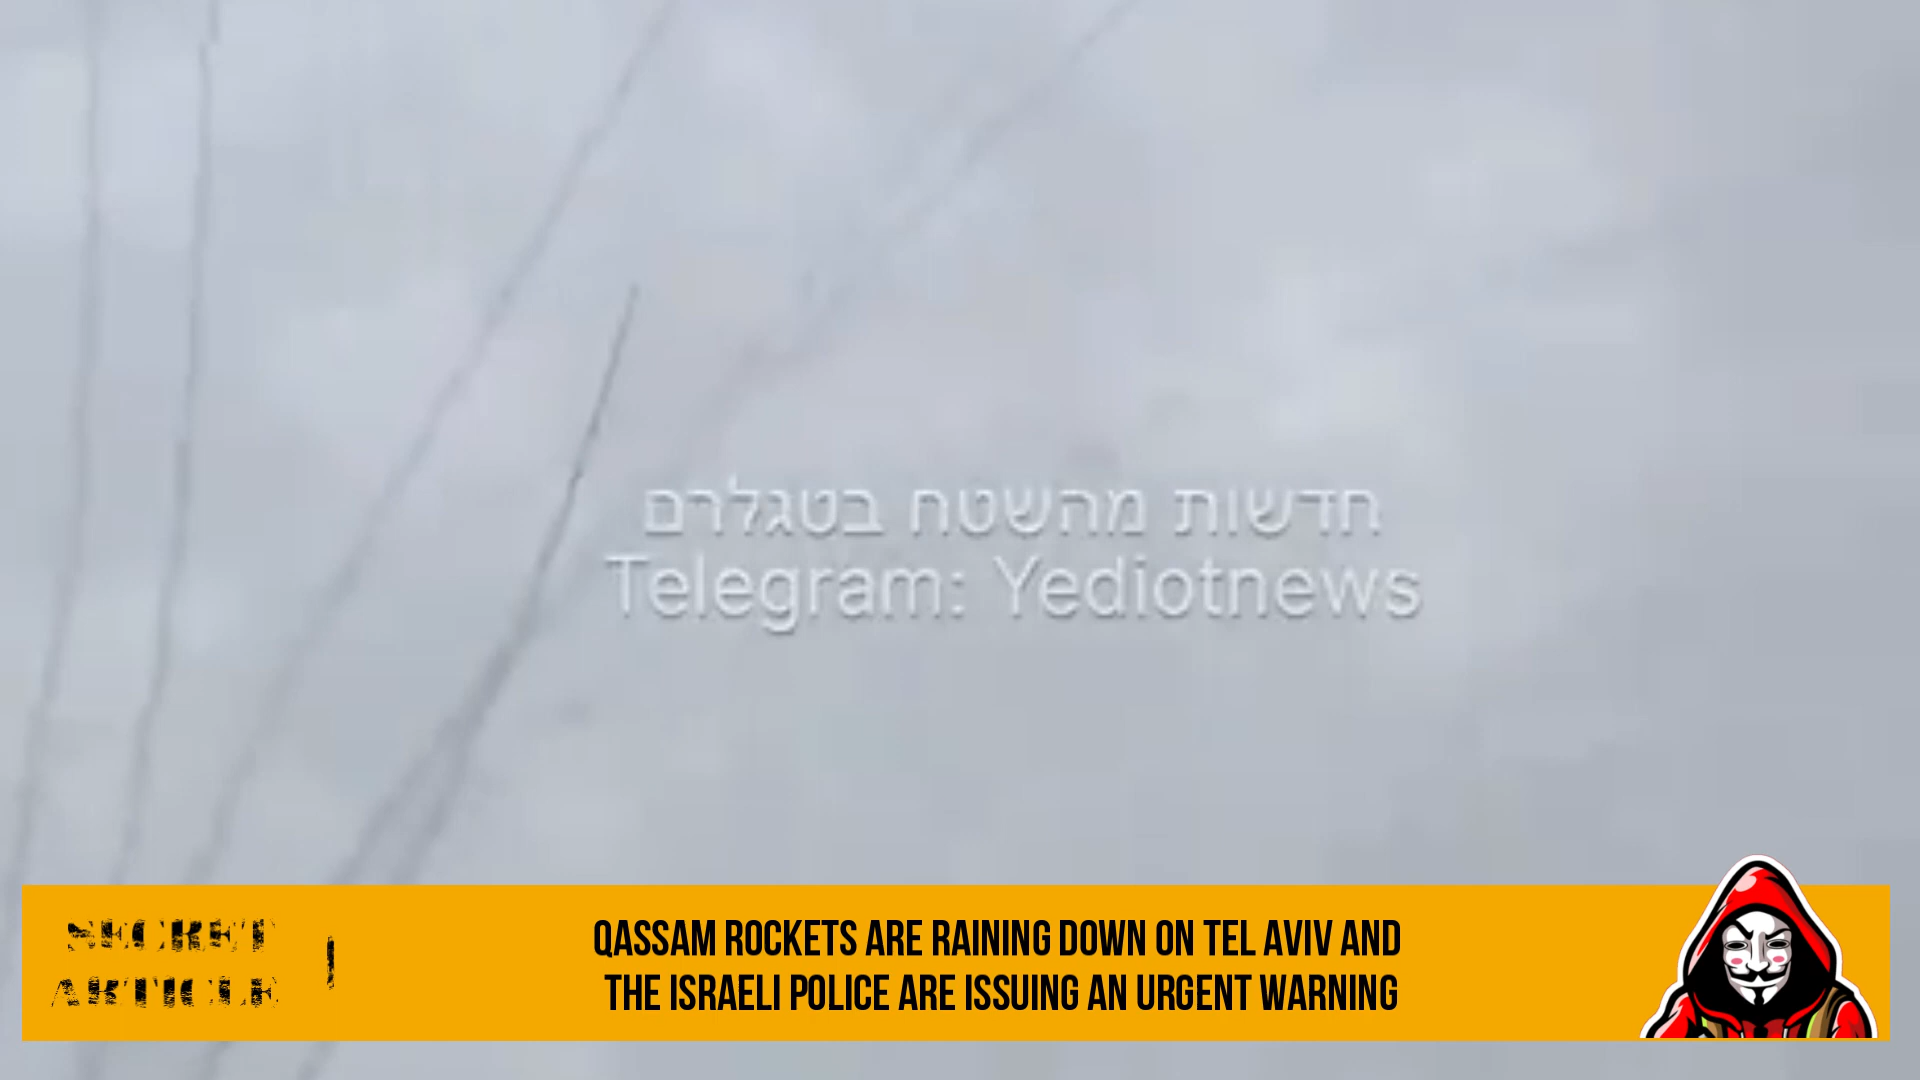 חדשות מהשטח בטגלרם
Telegram: Yediotnews
SECRET
ARTICLE
QASSAM ROCKETS ARE RAINING DOWN ON TEL AVIV AND
THE ISRAELI POLICE ARE ISSUING AN URGENT WARNING